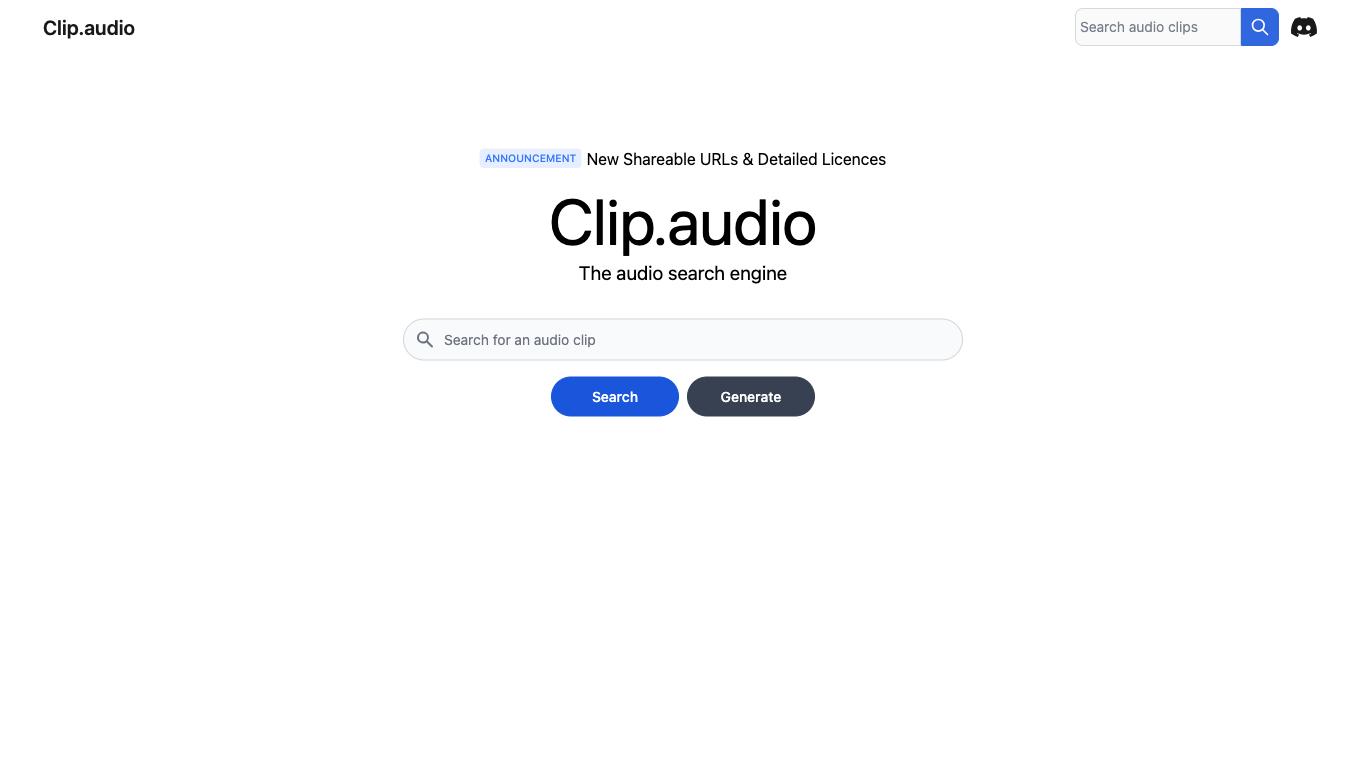 Clip.audio
Search audio clips
ANNOUNCEMENT New Shareable URLs & Detailed Licences
Clip.audio
The audio search engine
Search for an audio clip
Search
Generate